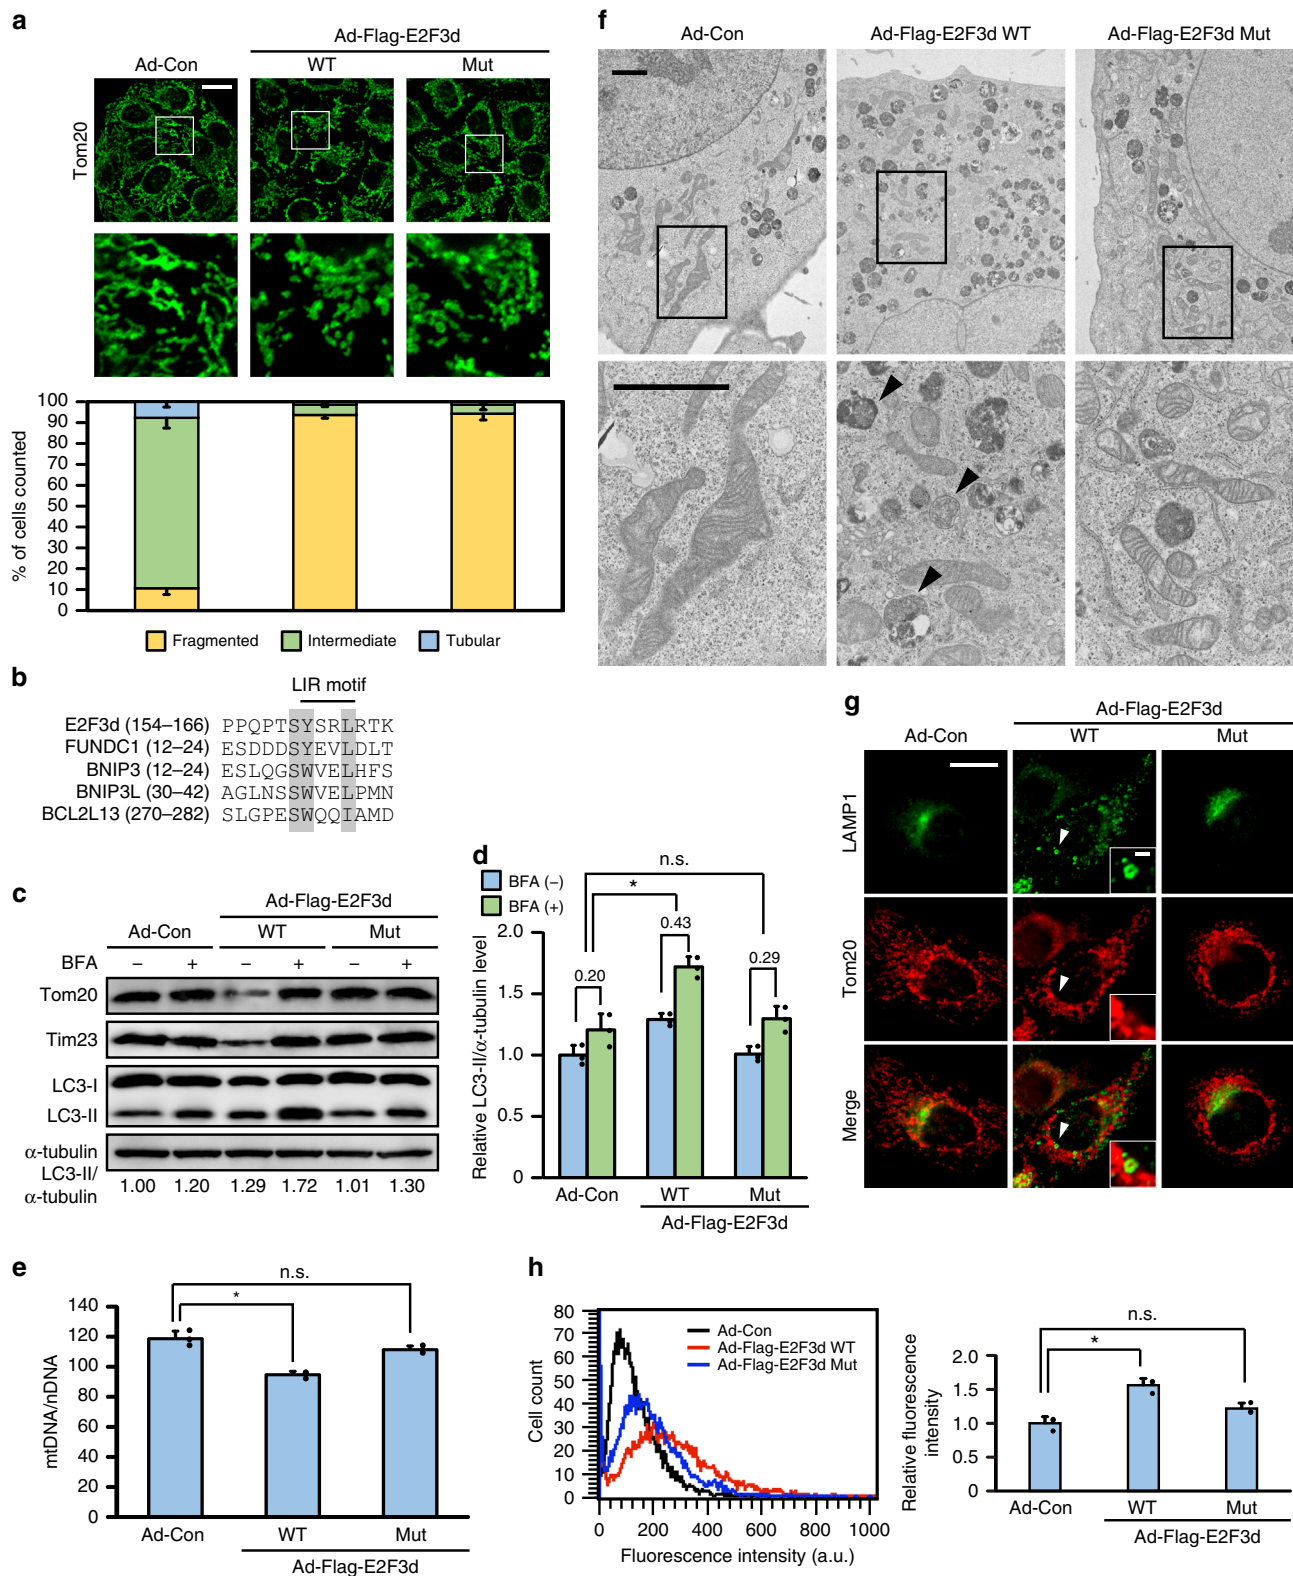 a
Ad-Flag-E2F3d
Ad-Con
WT
Mut
Tom20
% of cells counted
100
90
80
70
60
50
40
30
20
10
0
Fragmented
Intermediate
Tubular
b
LIR motif
E2F3d (154–166) PPQPTSYSRLRTK
FUNDC1 (12–24) ESDDDSYEVLDLT
BNIP3 (12–24) ESLQGSWVELHFS
BNIP3L (30–42) AGLNSSWVELPMN
BCL2L13 (270–282) SLGPESWQQIAMD
c
Ad-Flag-E2F3d
Ad-Con
WT
Mut
BFA – + – + – +
Tom20
Tim23
LC3-I
LC3-II
α-tubulin
LC3-II/
α-tubulin
1.00 1.20 1.29 1.72 1.01 1.30
d
BFA (–)
BFA (+)
n.s.
*
0.20
0.43
0.29
Relative LC3-II/α-tubulin level
2.0
1.5
1.0
0.5
0
Ad-Con
WT
Mut
Ad-Flag-E2F3d
e
n.s.
*
mtDNA/nDNA
140
120
100
80
60
40
20
0
Ad-Con
WT
Mut
Ad-Flag-E2F3d
f
Ad-Con
Ad-Flag-E2F3d WT
Ad-Flag-E2F3d Mut
g
Ad-Flag-E2F3d
Ad-Con
WT
Mut
LAMP1
Tom20
Merge
h
Cell count
80
70
60
50
40
30
20
10
0
Ad-Con
Ad-Flag-E2F3d WT
Ad-Flag-E2F3d Mut
0 200 400 600 800 1000
Fluorescence intensity (a.u.)
n.s.
*
Relative fluorescence
intensity
2.0
1.5
1.0
0.5
0
Ad-Con
WT
Mut
Ad-Flag-E2F3d